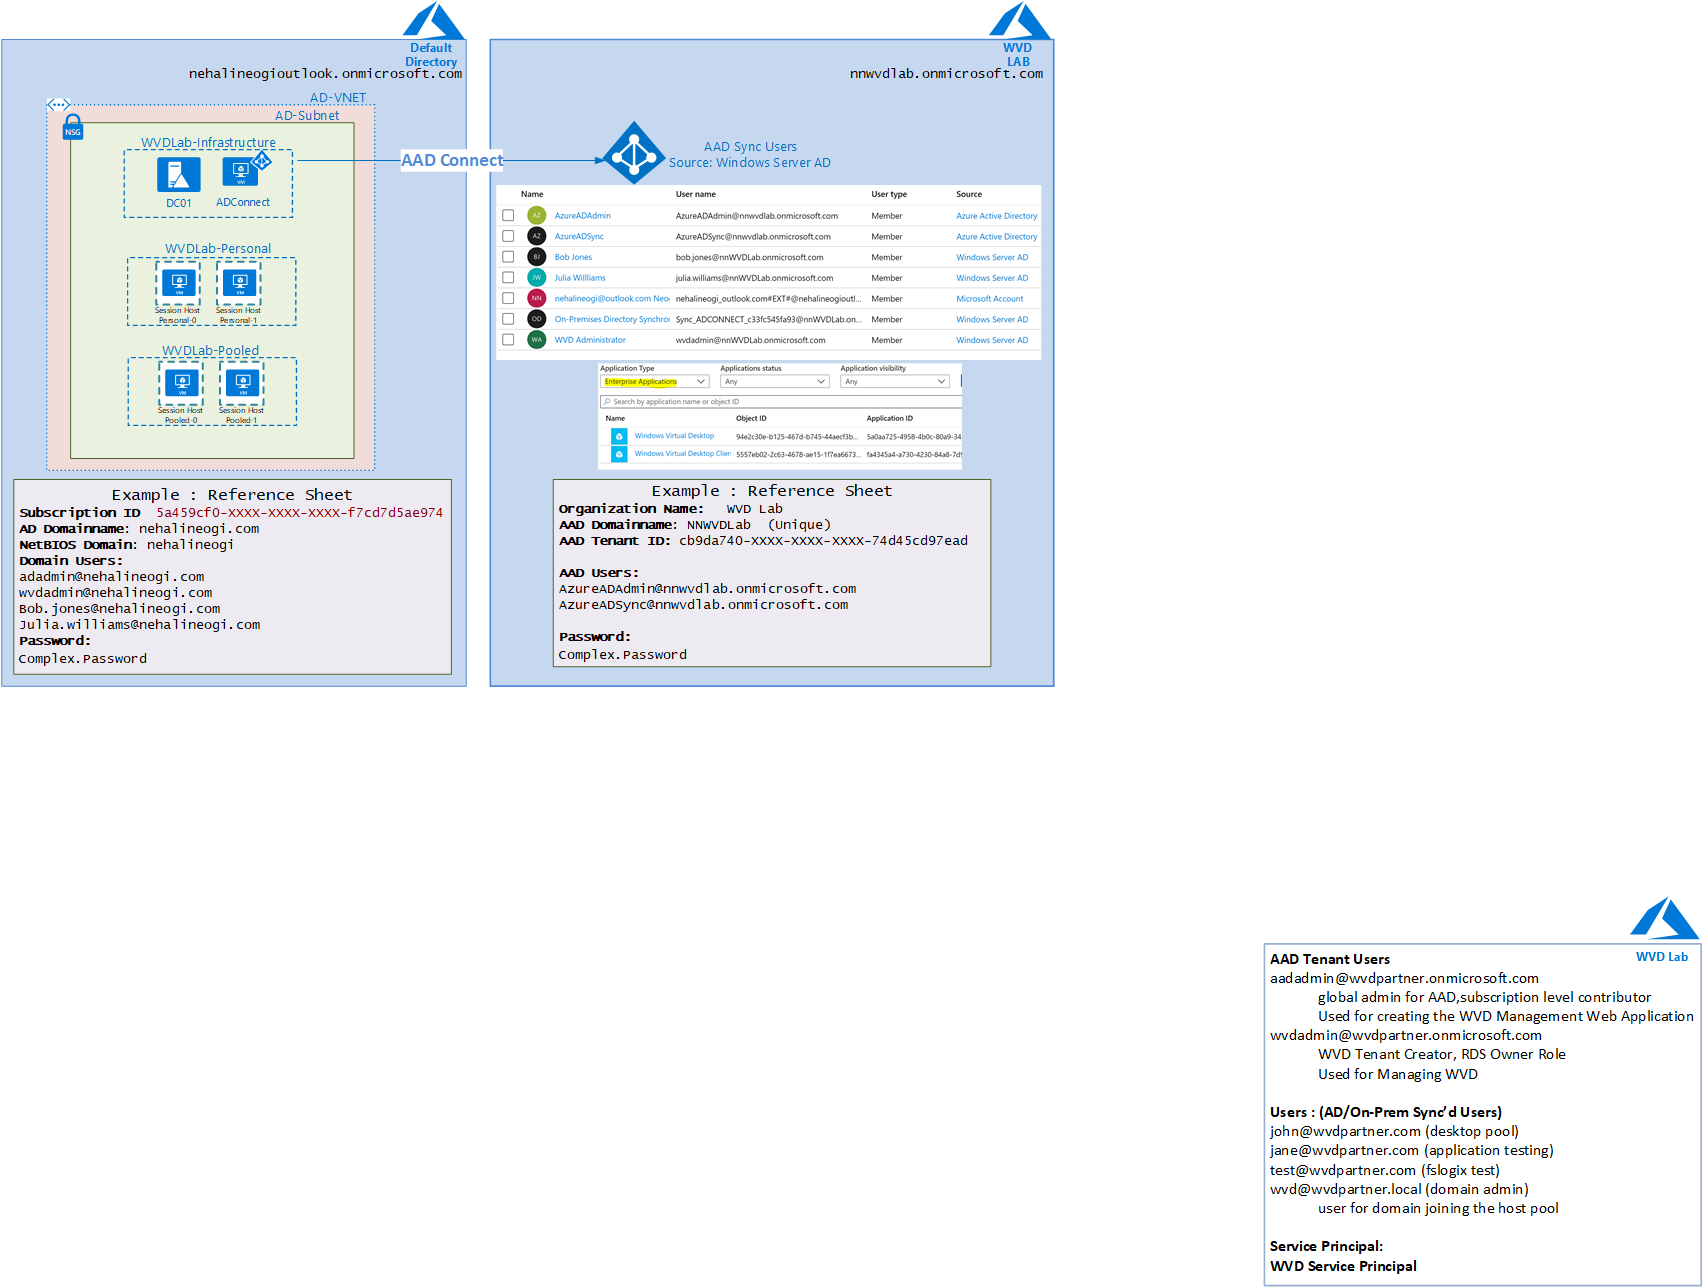 Default
Directory
nehalineogioutlook.onmicrosoft.com
AD-VNET
AD-Subnet
NSG
WVDLab-Infrastructure
VM
DC01
ADConnect
WVDLab-Personal
VM VM
Session Host
Personal-0
Session Host
Personal-1
WVDLab-Pooled
VM VM
Session Host
Pooled-0
Session Host
Pooled-1
Example : Reference Sheet
Subscription ID 5a459cf0-XXXX-XXXX-XXXX-f7cd7d5ae974
AD Domainname: nehalineogi.com
NetBIOS Domain: nehalineogi
Domain Users:
adadmin@nehalineogi.com
wvdadmin@nehalineogi.com
Bob.jones@nehalineogi.com
Julia.williams@nehalineogi.com
Password:
Complex.Password
AAD Connect
WVD
LAB
nnwvdlab.onmicrosoft.com
AAD Sync Users
Source: Windows Server AD
Name User name User type Source
AZ AzureADAdmin AzureADAdmin@nnwvdlab.onmicrosoft.com Member Azure Active Directory
AZ AzureADSync AzureADSync@nnwvdlab.onmicrosoft.com Member Azure Active Directory
BJ Bob Jones bob.jones@nnWVDLab.onmicrosoft.com Member Windows Server AD
JW Julia Willliams julia.williams@nnWVDLab.onmicrosoft.com Member Windows Server AD
NN nehalineogi@outlook.com Neo nehalineogi_outlook.com#EXT#@nehalineogioutl... Member Microsoft Account
OD On-Premises Directory Synchro Sync_ADCONNECT_c33fc545fa93@nnWVDLab.on... Member Windows Server AD
WA WVD Administrator wvdadmin@nnWVDLab.onmicrosoft.com Member Windows Server AD
Application Type Applications status Application visibility
Enterprise Applications Any Any
Search by application name or object ID
Name Object ID Application ID
Windows Virtual Desktop 94e2c30e-b125-467d-b745-44aecf3b... 5a0aa725-4958-4b0c-80a9-34
Windows Virtual Desktop Clien 5557eb02-2c63-4678-ae15-1f7ea6673... fa4345a4-a730-4230-84a8-7d9
Example : Reference Sheet
Organization Name: WVD Lab
AAD Domainname: NNWVDLab (Unique)
AAD Tenant ID: cb9da740-XXXX-XXXX-XXXX-74d45cd97ead
AAD Users:
AzureADAdmin@nnwvdlab.onmicrosoft.com
AzureADSync@nnwvdlab.onmicrosoft.com
Password:
Complex.Password
WVD Lab
AAD Tenant Users
aadadmin@wvdpartner.onmicrosoft.com
global admin for AAD,subscription level contributor
Used for creating the WVD Management Web Application
wvdadmin@wvdpartner.onmicrosoft.com
WVD Tenant Creator, RDS Owner Role
Used for Managing WVD
Users : (AD/On-Prem Sync’d Users)
john@wvdpartner.com (desktop pool)
jane@wvdpartner.com (application testing)
test@wvdpartner.com (fslogix test)
wvd@wvdpartner.local (domain admin)
user for domain joining the host pool
Service Principal:
WVD Service Principal